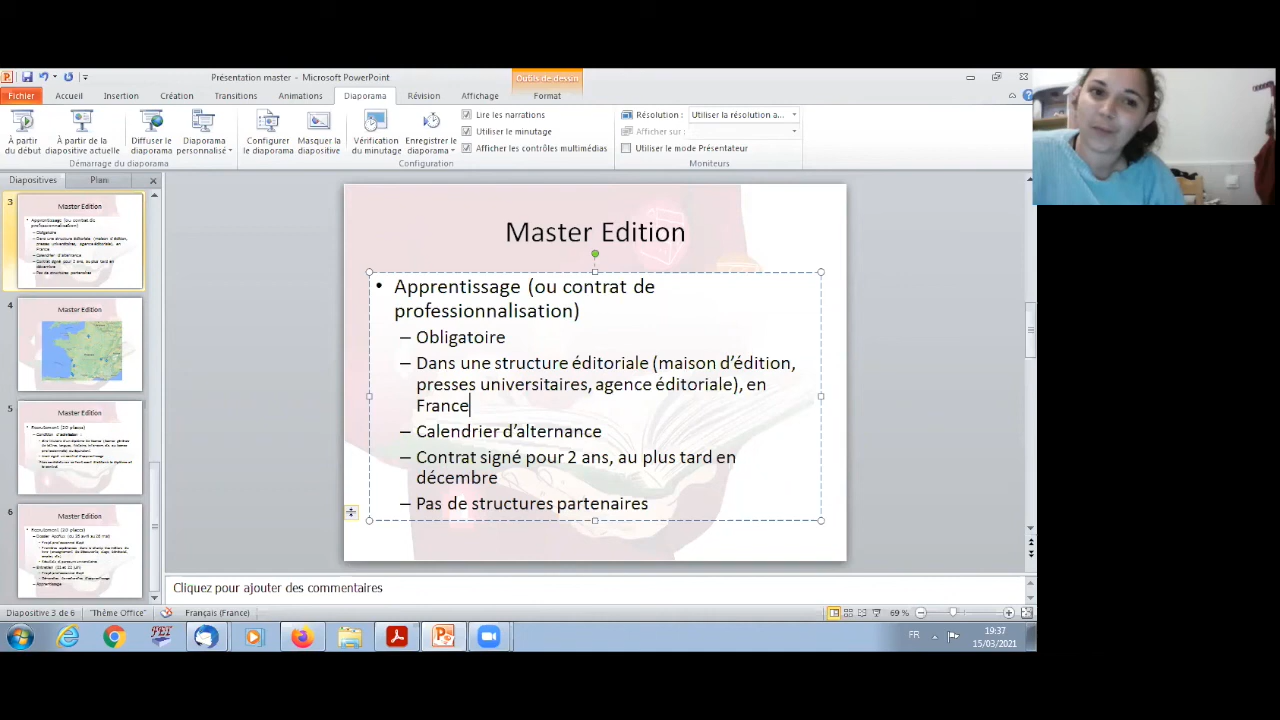 Présentation master - Microsoft PowerPoint
Outils de dessin
Fichier Accueil Insertion Création Transitions Animations Diaporama Révision Affichage Format
À partir du début
À partir de la diapositive actuelle
Diffuser le diaporama
Diaporama personnalisé
Configurer le diaporama
Masquer la diapositive
Vérification du minutage
Enregistrer le diaporama
Lire les narrations
Utiliser le minutage
Afficher les contrôles multimédias
Résolution : Utiliser la résolution a...
Afficher sur :
Utiliser le mode Présentateur
Démarrage du diaporama Configuration Moniteurs
Diapositives Plan
3
Master Edition
4
Master Edition
5
Master Edition
6
Master Edition
Master Edition
• Apprentissage (ou contrat de
professionnalisation)
– Obligatoire
– Dans une structure éditoriale (maison d’édition,
presses universitaires, agence éditoriale), en
France
– Calendrier d’alternance
– Contrat signé pour 2 ans, au plus tard en
décembre
– Pas de structures partenaires
Cliquez pour ajouter des commentaires
Diapositive 3 de 6 "Thème Office" Français (France) 69 %
FR 19:37
15/03/2021